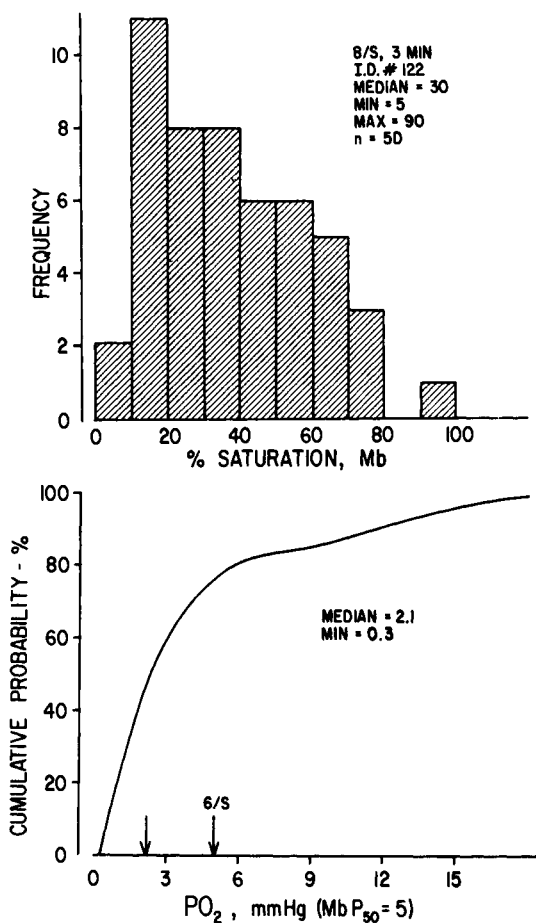 10
8
6
4
2
0
FREQUENCY
8/S, 3 MIN
I.D. # 122
MEDIAN = 30
MIN = 5
MAX = 90
n = 50
0 20 40 60 80 100
% SATURATION, Mb
100
80
60
40
20
0
CUMULATIVE PROBABILITY - %
MEDIAN = 2.1
MIN = 0.3
6/S
0 3 6 9 12 15
PO2 , mmHg (Mb P50 = 5)